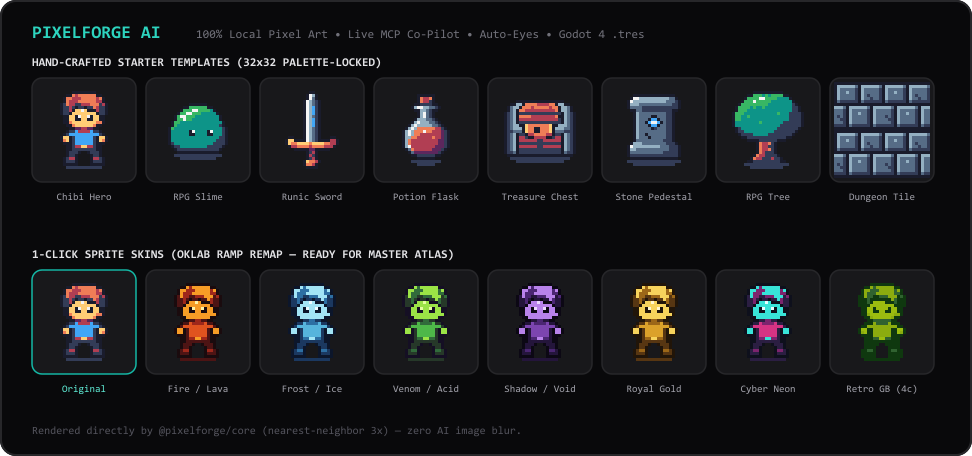 PIXELFORGE AI 100% Local Pixel Art • Live MCP Co-Pilot • Auto-Eyes • Godot 4 .tres
HAND-CRAFTED STARTER TEMPLATES (32x32 PALETTE-LOCKED)
Chibi Hero RPG Slime Runic Sword Potion Flask Treasure Chest Stone Pedestal RPG Tree Dungeon Tile
1-CLICK SPRITE SKINS (OKLAB RAMP REMAP — READY FOR MASTER ATLAS)
Original Fire / Lava Frost / Ice Venom / Acid Shadow / Void Royal Gold Cyber Neon Retro GB (4c)
Rendered directly by @pixelforge/core (nearest-neighbor 3x) — zero AI image blur.